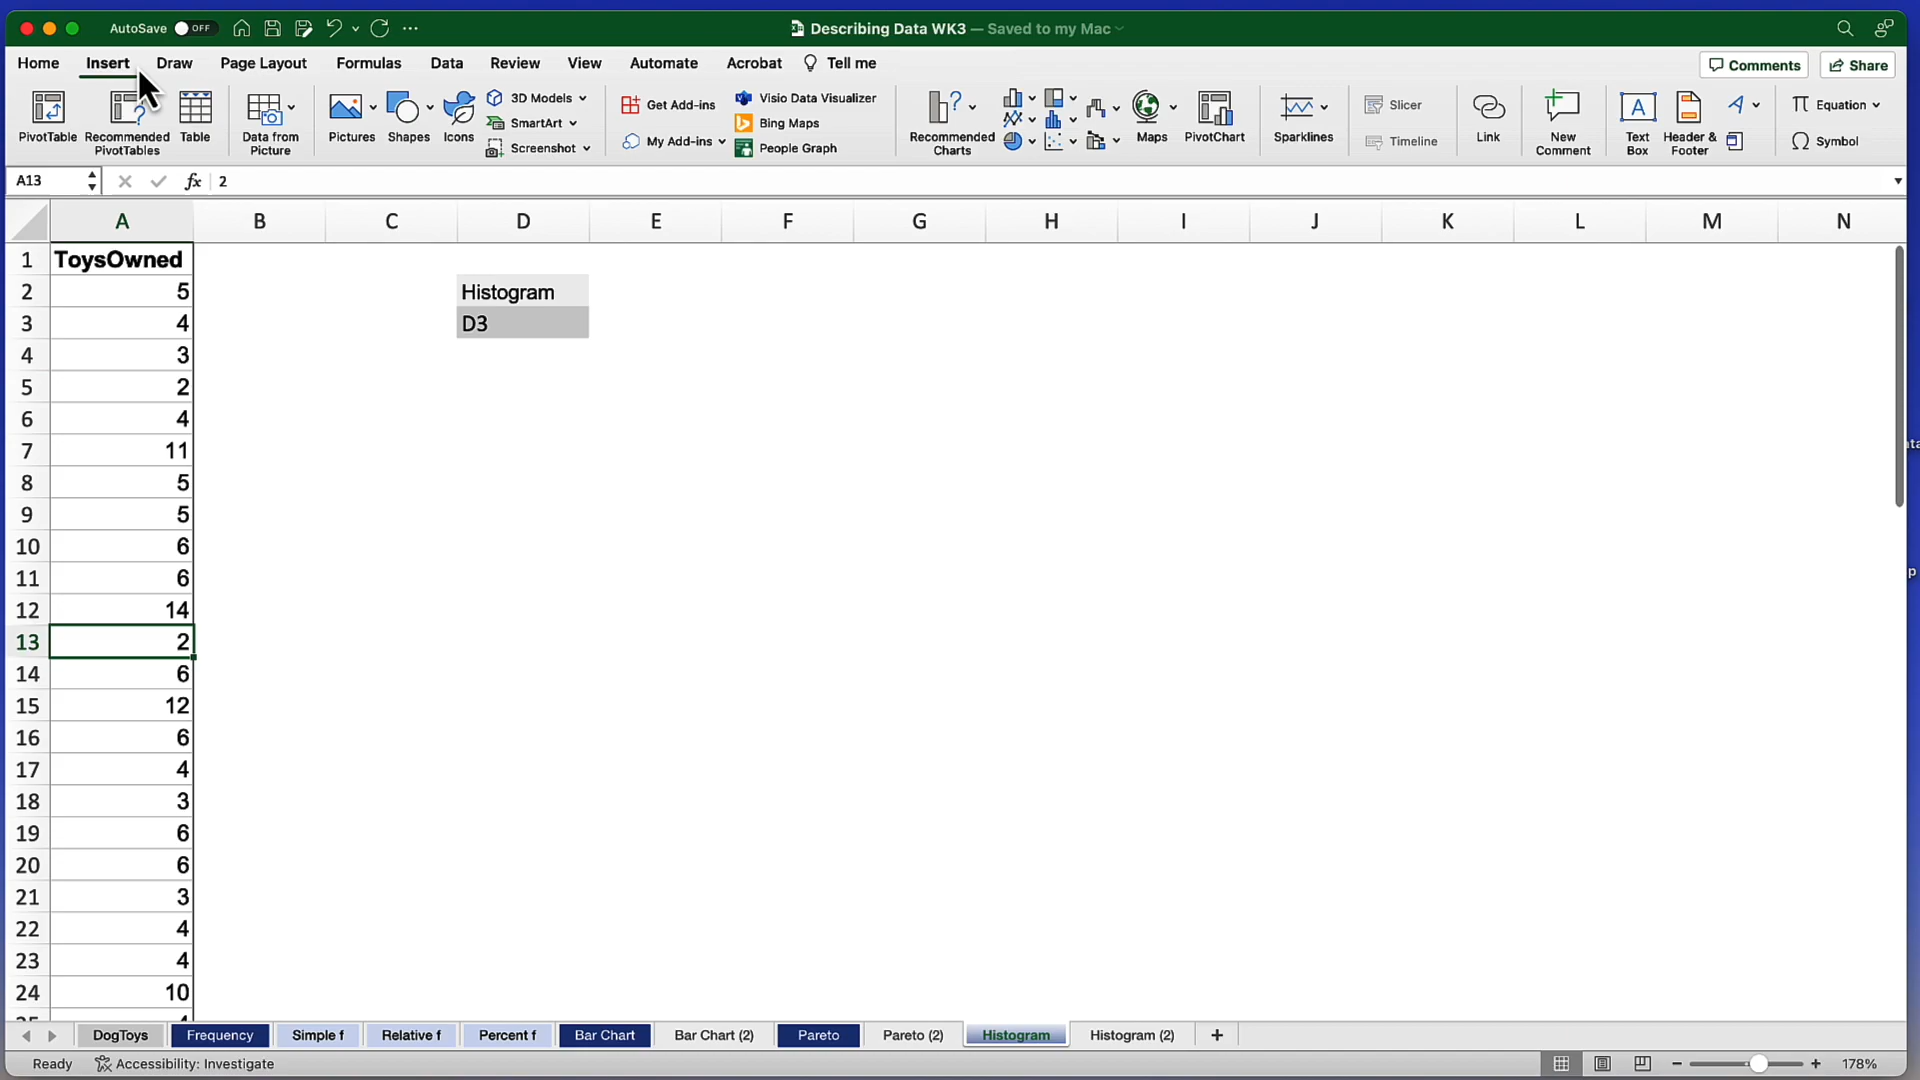 AutoSave OFF Describing Data WK3 — Saved to my Mac
Home Insert Draw Page Layout Formulas Data Review View Automate Acrobat Tell me Comments Share
PivotTable
Recommended
PivotTables
Table
Data from
Picture
Pictures
Shapes
Icons
3D Models
SmartArt
Screenshot
Get Add-ins
My Add-ins
Visio Data Visualizer
Bing Maps
People Graph
Recommended
Charts
Maps
PivotChart
Sparklines
Slicer
Timeline
Link
New
Comment
Text
Box
Header &
Footer
Equation
Symbol
A13 fx 2
A B C D E F G H I J K L M N
1 ToysOwned
2 5 Histogram
3 4 D3
4 3
5 2
6 4
7 11
8 5
9 5
10 6
11 6
12 14
13 2
14 6
15 12
16 6
17 4
18 3
19 6
20 6
21 3
22 4
23 4
24 10
DogToys Frequency Simple f Relative f Percent f Bar Chart Bar Chart (2) Pareto Pareto (2) Histogram Histogram (2) +
Ready Accessibility: Investigate 178%